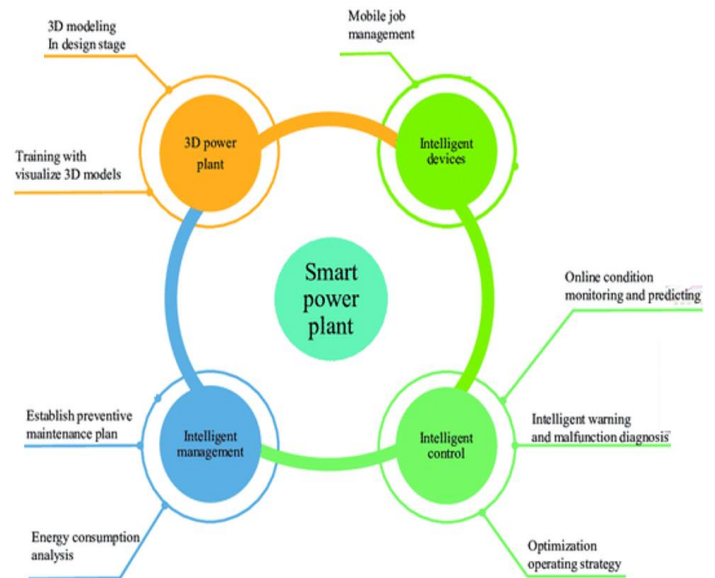 3D modeling
In design stage
Mobile job
management
3D power
plant
Intelligent
devices
Training with
visualize 3D models
Smart
power
plant
Online condition
monitoring and predicting
Establish preventive
maintenance plan
Intelligent
management
Intelligent
control
Intelligent warning
and malfunction diagnosis
Energy consumption
analysis
Optimization
operating strategy